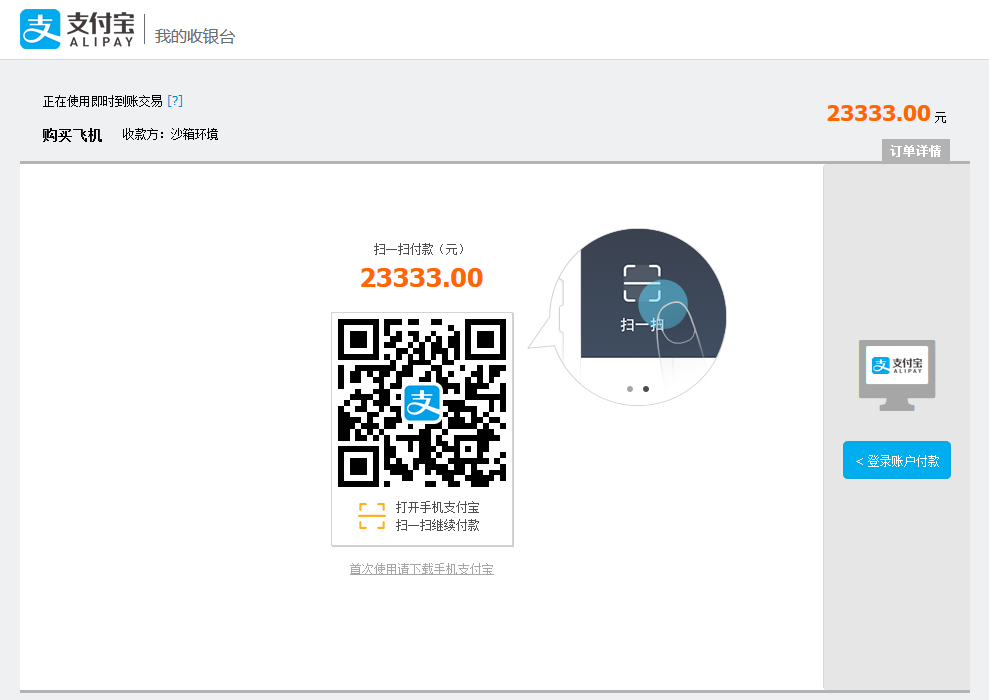 支付宝
ALIPAY
我的收银台
正在使用即时到账交易 [?]
23333.00 元
购买飞机 收款方：沙箱环境
订单详情
扫一扫付款（元）
23333.00
扫一扫
支
支付宝
ALIPAY
< 登录账户付款
打开手机支付宝
扫一扫继续付款
首次使用请下载手机支付宝